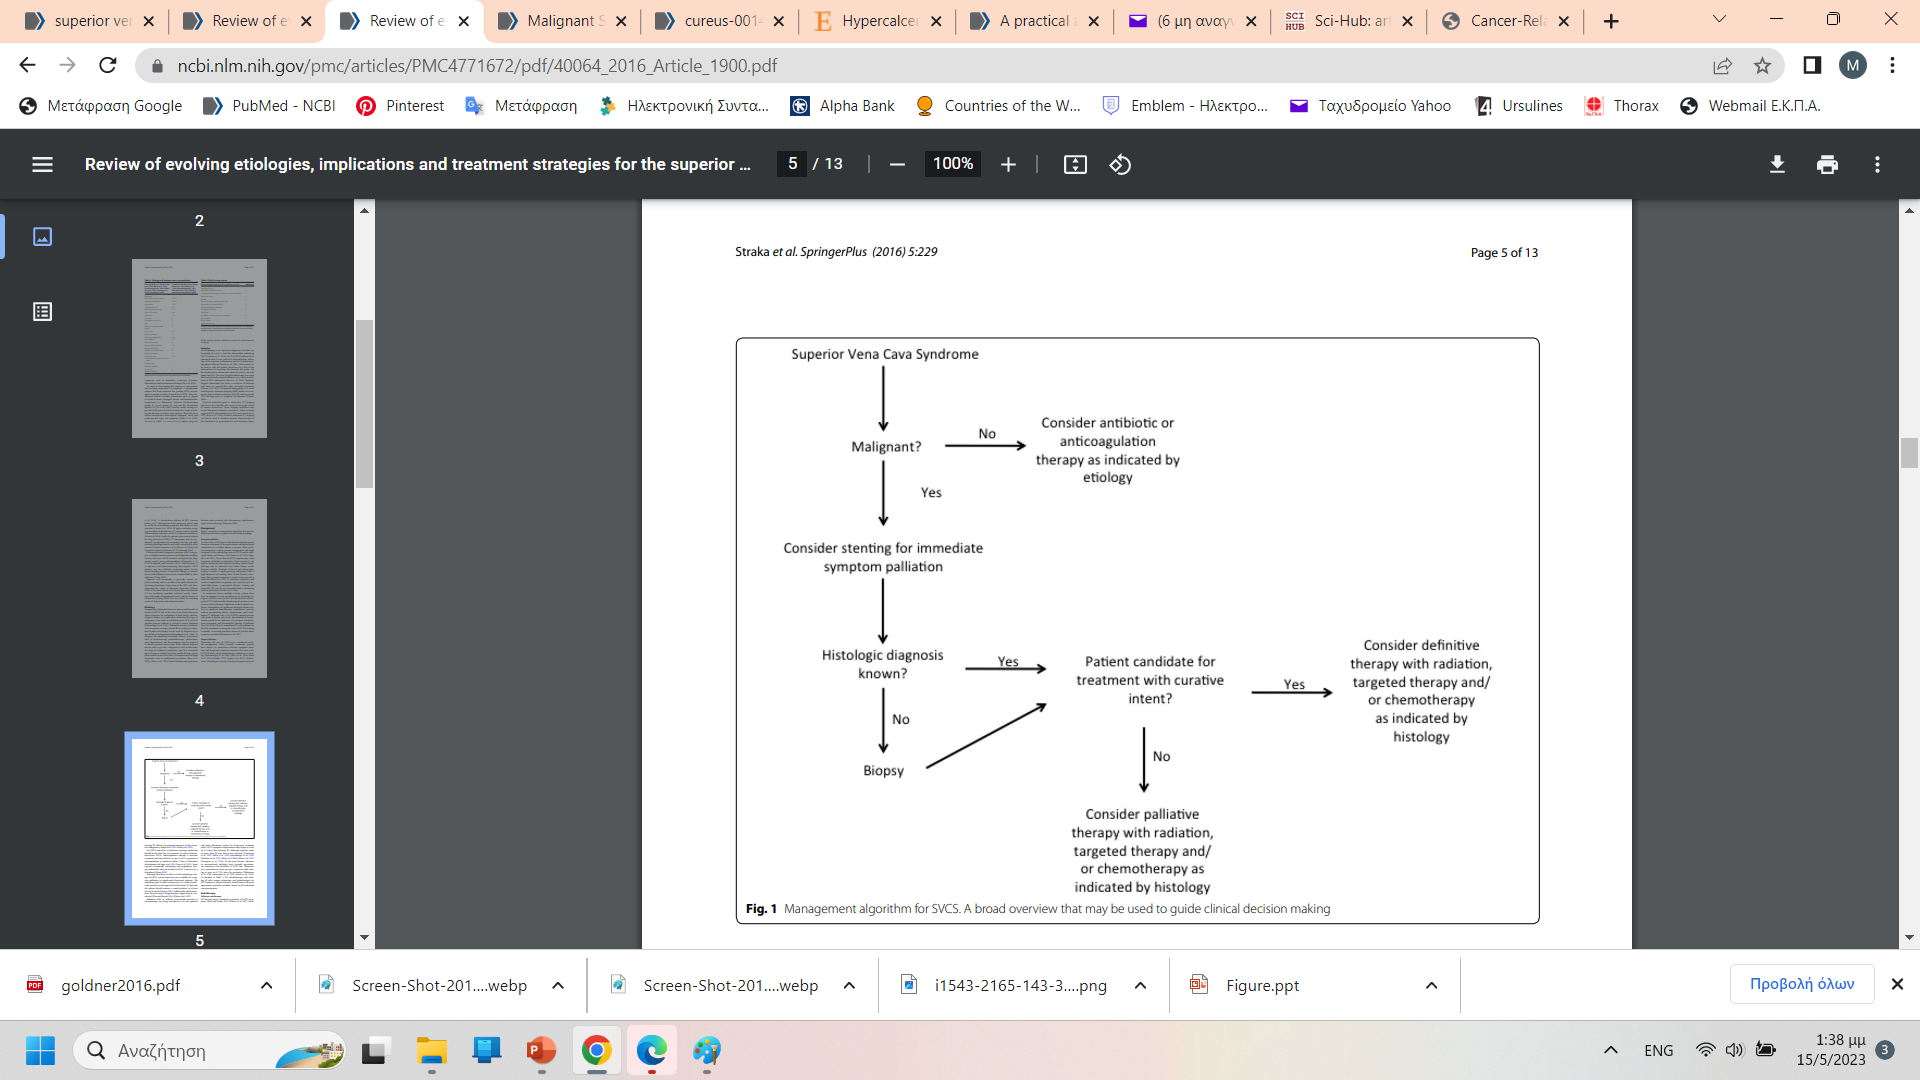 superior ver
Review of e
Review of e
Malignant S
cureus-0014
Hypercalcer
A practical a
(6 μη αναγν
SCI HUB
Sci-Hub: ar
Cancer-Rela
ncbi.nlm.nih.gov/pmc/articles/PMC4771672/pdf/40064_2016_Article_1900.pdf
M
Μετάφραση Google
PubMed - NCBI
Pinterest
Μετάφραση
Ηλεκτρονική Συντα...
Alpha Bank
Countries of the W...
Emblem - Ηλεκτρο...
Ταχυδρομείο Yahoo
Ursulines
Thorax
Webmail Ε.Κ.Π.Α.
Review of evolving etiologies, implications and treatment strategies for the superior ...
5 / 13
100%
2
3
4
5
Straka et al. SpringerPlus (2016) 5:229
Page 5 of 13
Superior Vena Cava Syndrome
Malignant?
No
Consider antibiotic or
anticoagulation
therapy as indicated by
etiology
Yes
Consider stenting for immediate
symptom palliation
Histologic diagnosis
known?
Yes
Patient candidate for
treatment with curative
intent?
Yes
Consider definitive
therapy with radiation,
targeted therapy and/
or chemotherapy
as indicated by
histology
No
Biopsy
No
Consider palliative
therapy with radiation,
targeted therapy and/
or chemotherapy as
indicated by histology
Fig. 1 Management algorithm for SVCS. A broad overview that may be used to guide clinical decision making
goldner2016.pdf
Screen-Shot-201....webp
Screen-Shot-201....webp
i1543-2165-143-3....png
Figure.ppt
Προβολή όλων
Αναζήτηση
ENG
1:38 μμ
15/5/2023
3